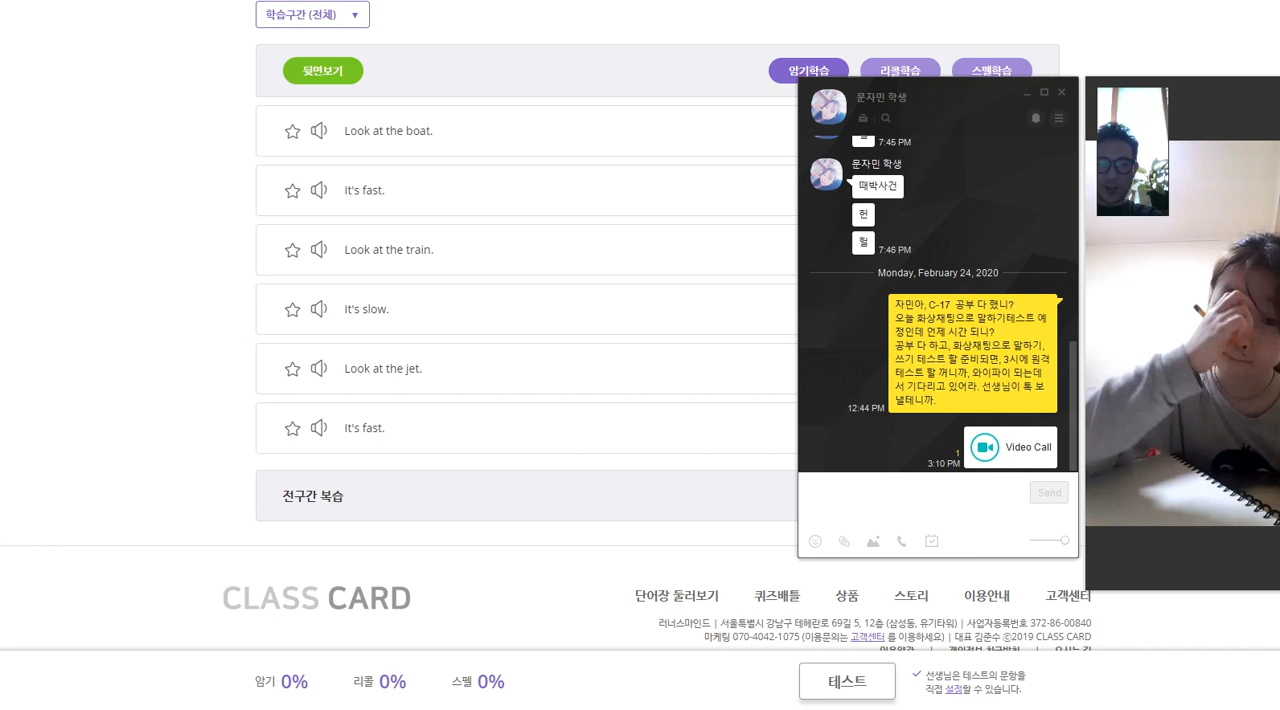 학습구간 (전체) ▼
뒷면보기
암기학습
리콜학습
스펠학습
Look at the boat.
It's fast.
Look at the train.
It's slow.
Look at the jet.
It's fast.
전구간 복습
문자민 학생
7:45 PM
문자민 학생
때박사건
헌
헐
7:46 PM
Monday, February 24, 2020
자민아, C-17 공부 다 했니?
오늘 화상채팅으로 말하기테스트 예
정인데 언제 시간 되니?
공부 다 하고, 화상채팅으로 말하기,
쓰기 테스트 할 준비되면, 3시에 원격
테스트 할 꺼니까, 와이파이 되는데
서 기다리고 있어라. 선생님이 톡 보
낼테니까.
12:44 PM
Video Call
1
3:10 PM
Send
CLASS CARD
단어장 둘러보기
퀴즈배틀
상품
스토리
이용안내
고객센터
러너스마인드 | 서울특별시 강남구 테헤란로 69길 5, 12층 (삼성동, 유기타워) | 사업자등록번호 372-86-00840
마케팅 070-4042-1075 (이용문의는 고객센터 를 이용하세요) | 대표 김준수 ⓒ2019 CLASS CARD
암기 0%
리콜 0%
스펠 0%
테스트
선생님은 테스트의 문항을
직접 설정할 수 있습니다.